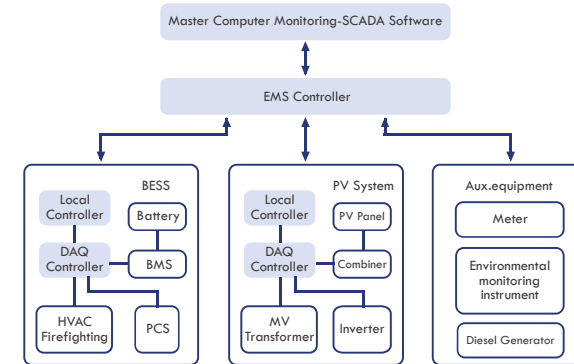 Master Computer Monitoring-SCADA Software
EMS Controller
BESS
Local
Controller
Battery
DAQ
Controller
BMS
HVAC
Firefighting
PCS
PV System
Local
Controller
PV Panel
DAQ
Controller
Combiner
MV
Transformer
Inverter
Aux.equipment
Meter
Environmental
monitoring
instrument
Diesel Generator